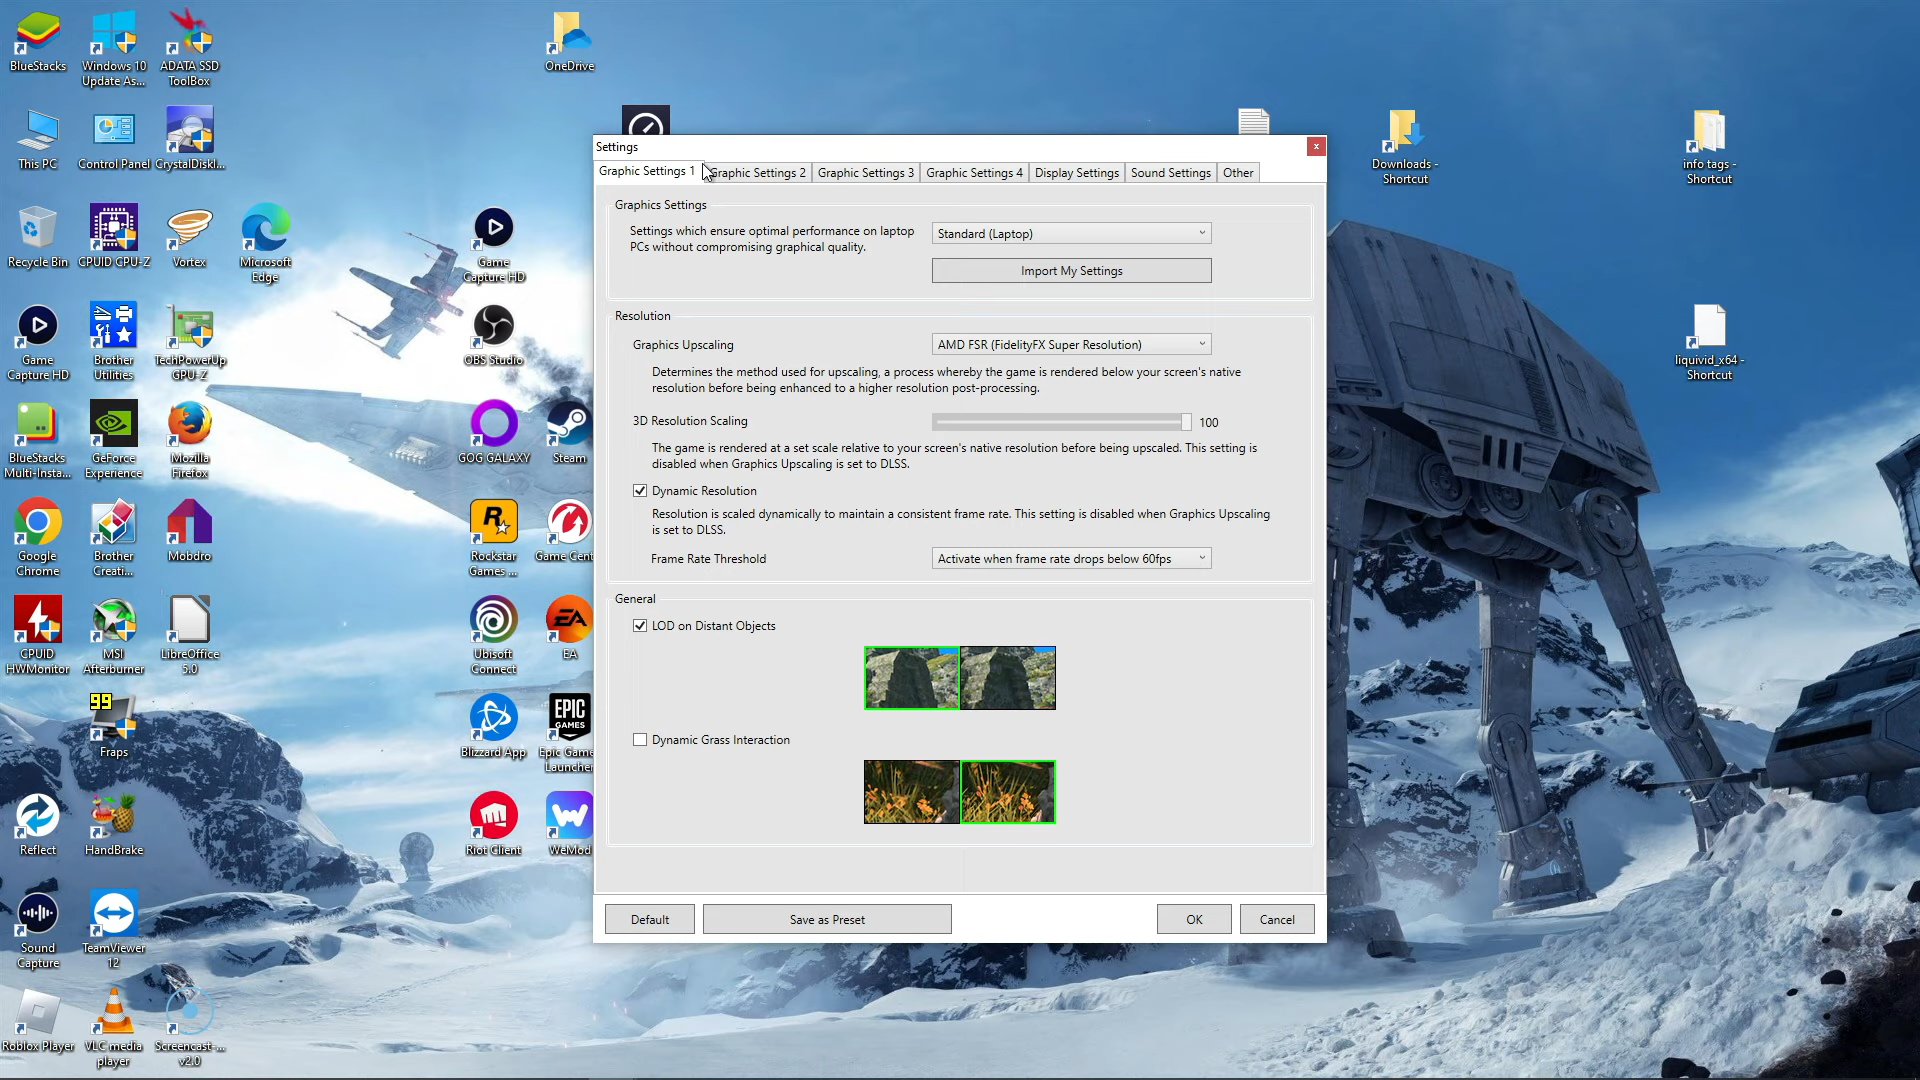 BlueStacks
Windows 10
Update As...
ADATA SSD
ToolBox
OneDrive
This PC
Control Panel
CrystalDiskI...
Downloads -
Shortcut
info tags -
Shortcut
Recycle Bin
CPUID CPU-Z
Vortex
Microsoft
Edge
Game
Capture HD
Game
Capture HD
Brother
Utilities
TechPowerUp
GPU-Z
OBS Studio
liquivid_x64 -
Shortcut
BlueStacks
Multi-Insta...
GeForce
Experience
Mozilla
Firefox
GOG GALAXY
Steam
Google
Chrome
Brother
Creati...
Mobdro
R
Rockstar
Games ...
Game Cent
CPUID
HWMonitor
MSI
Afterburner
LibreOffice
5.0
Ubisoft
Connect
EA
EA
99
Fraps
Blizzard App
EPIC
GAMES
Epic Game
Launcher
Reflect
HandBrake
Riot Client
WeMod
Sound
Capture
TeamViewer
12
Roblox Player
VLC media
player
Screencast-...
v2.0
Settings
x
Graphic Settings 1
Graphic Settings 2
Graphic Settings 3
Graphic Settings 4
Display Settings
Sound Settings
Other
Graphics Settings
Settings which ensure optimal performance on laptop
PCs without compromising graphical quality.
Standard (Laptop)
Import My Settings
Resolution
Graphics Upscaling
AMD FSR (FidelityFX Super Resolution)
Determines the method used for upscaling, a process whereby the game is rendered below your screen's native
resolution before being enhanced to a higher resolution post-processing.
3D Resolution Scaling
100
The game is rendered at a set scale relative to your screen's native resolution before being upscaled. This setting is
disabled when Graphics Upscaling is set to DLSS.
Dynamic Resolution
Resolution is scaled dynamically to maintain a consistent frame rate. This setting is disabled when Graphics Upscaling
is set to DLSS.
Frame Rate Threshold
Activate when frame rate drops below 60fps
General
LOD on Distant Objects
Dynamic Grass Interaction
Default
Save as Preset
OK
Cancel